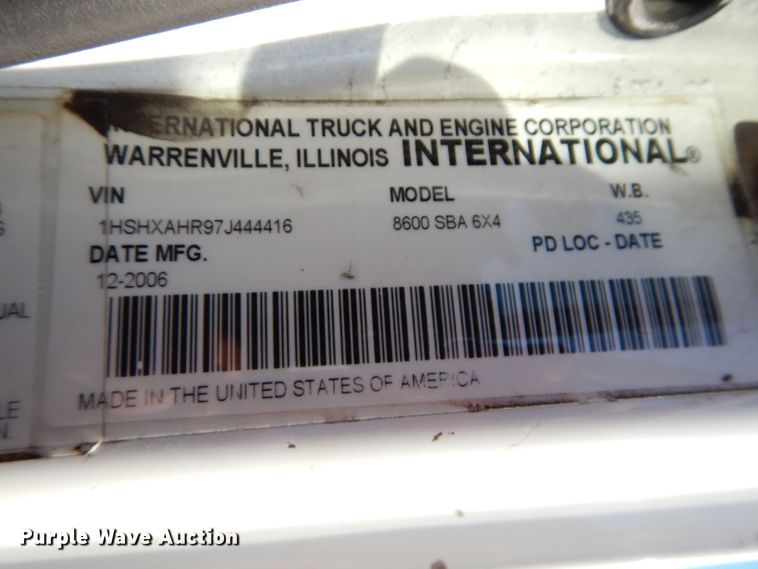 INTERNATIONAL TRUCK AND ENGINE CORPORATION
WARRENVILLE, ILLINOIS INTERNATIONAL®
VIN MODEL W.B.
1HSHXAHR97J444416 8600 SBA 6X4 435
DATE MFG. PD LOC - DATE
12-2006
MADE IN THE UNITED STATES OF AMERICA
Purple Wave Auction